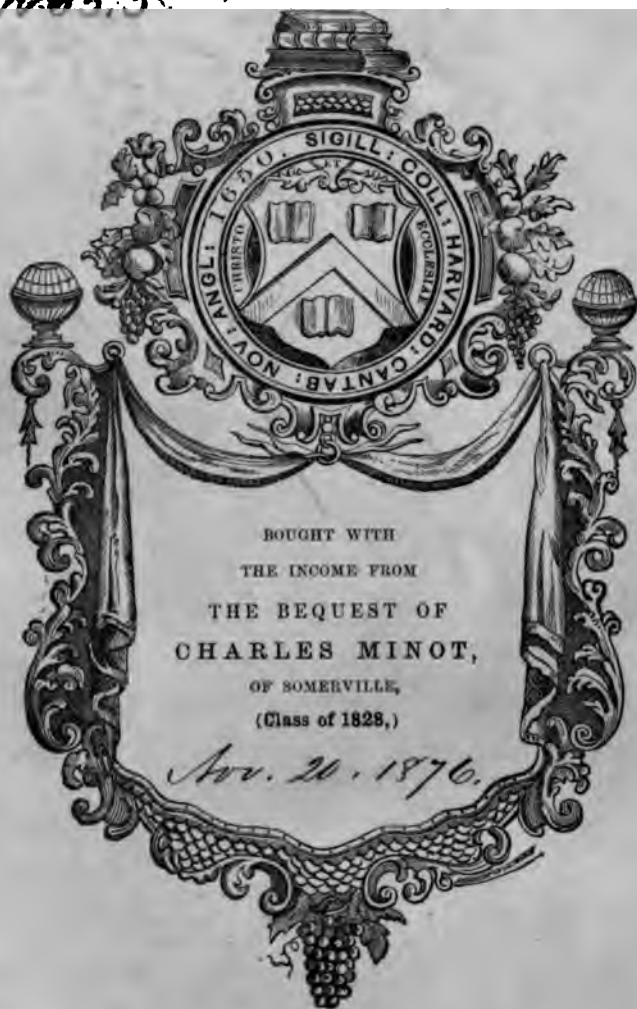 SIGILL: COLL: HARVARD: CANTAB: NOV: ANGL: 1650.
ET
CHRISTO
ECCLESIAE
BOUGHT WITH
THE INCOME FROM
THE BEQUEST OF
CHARLES MINOT,
OF SOMERVILLE,
(Class of 1828,)
Nov. 20. 1876.